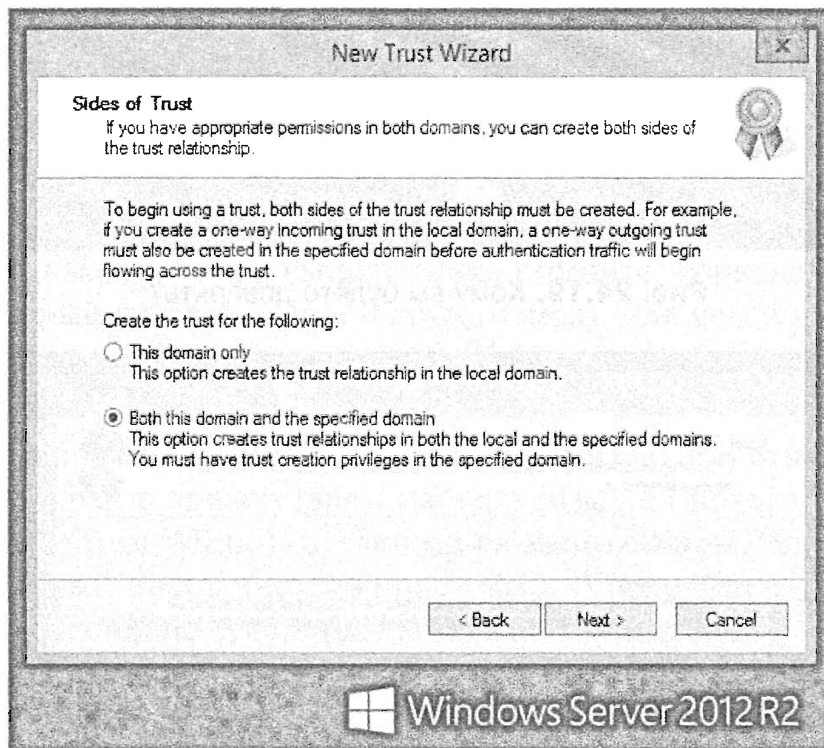 New Trust Wizard
x
Sides of Trust
If you have appropriate permissions in both domains, you can create both sides of
the trust relationship.
To begin using a trust, both sides of the trust relationship must be created. For example,
if you create a one-way incoming trust in the local domain, a one-way outgoing trust
must also be created in the specified domain before authentication traffic will begin
flowing across the trust.
Create the trust for the following:
This domain only
This option creates the trust relationship in the local domain.
Both this domain and the specified domain
This option creates trust relationships in both the local and the specified domains.
You must have trust creation privileges in the specified domain.
< Back
Next >
Cancel
Windows Server 2012 R2